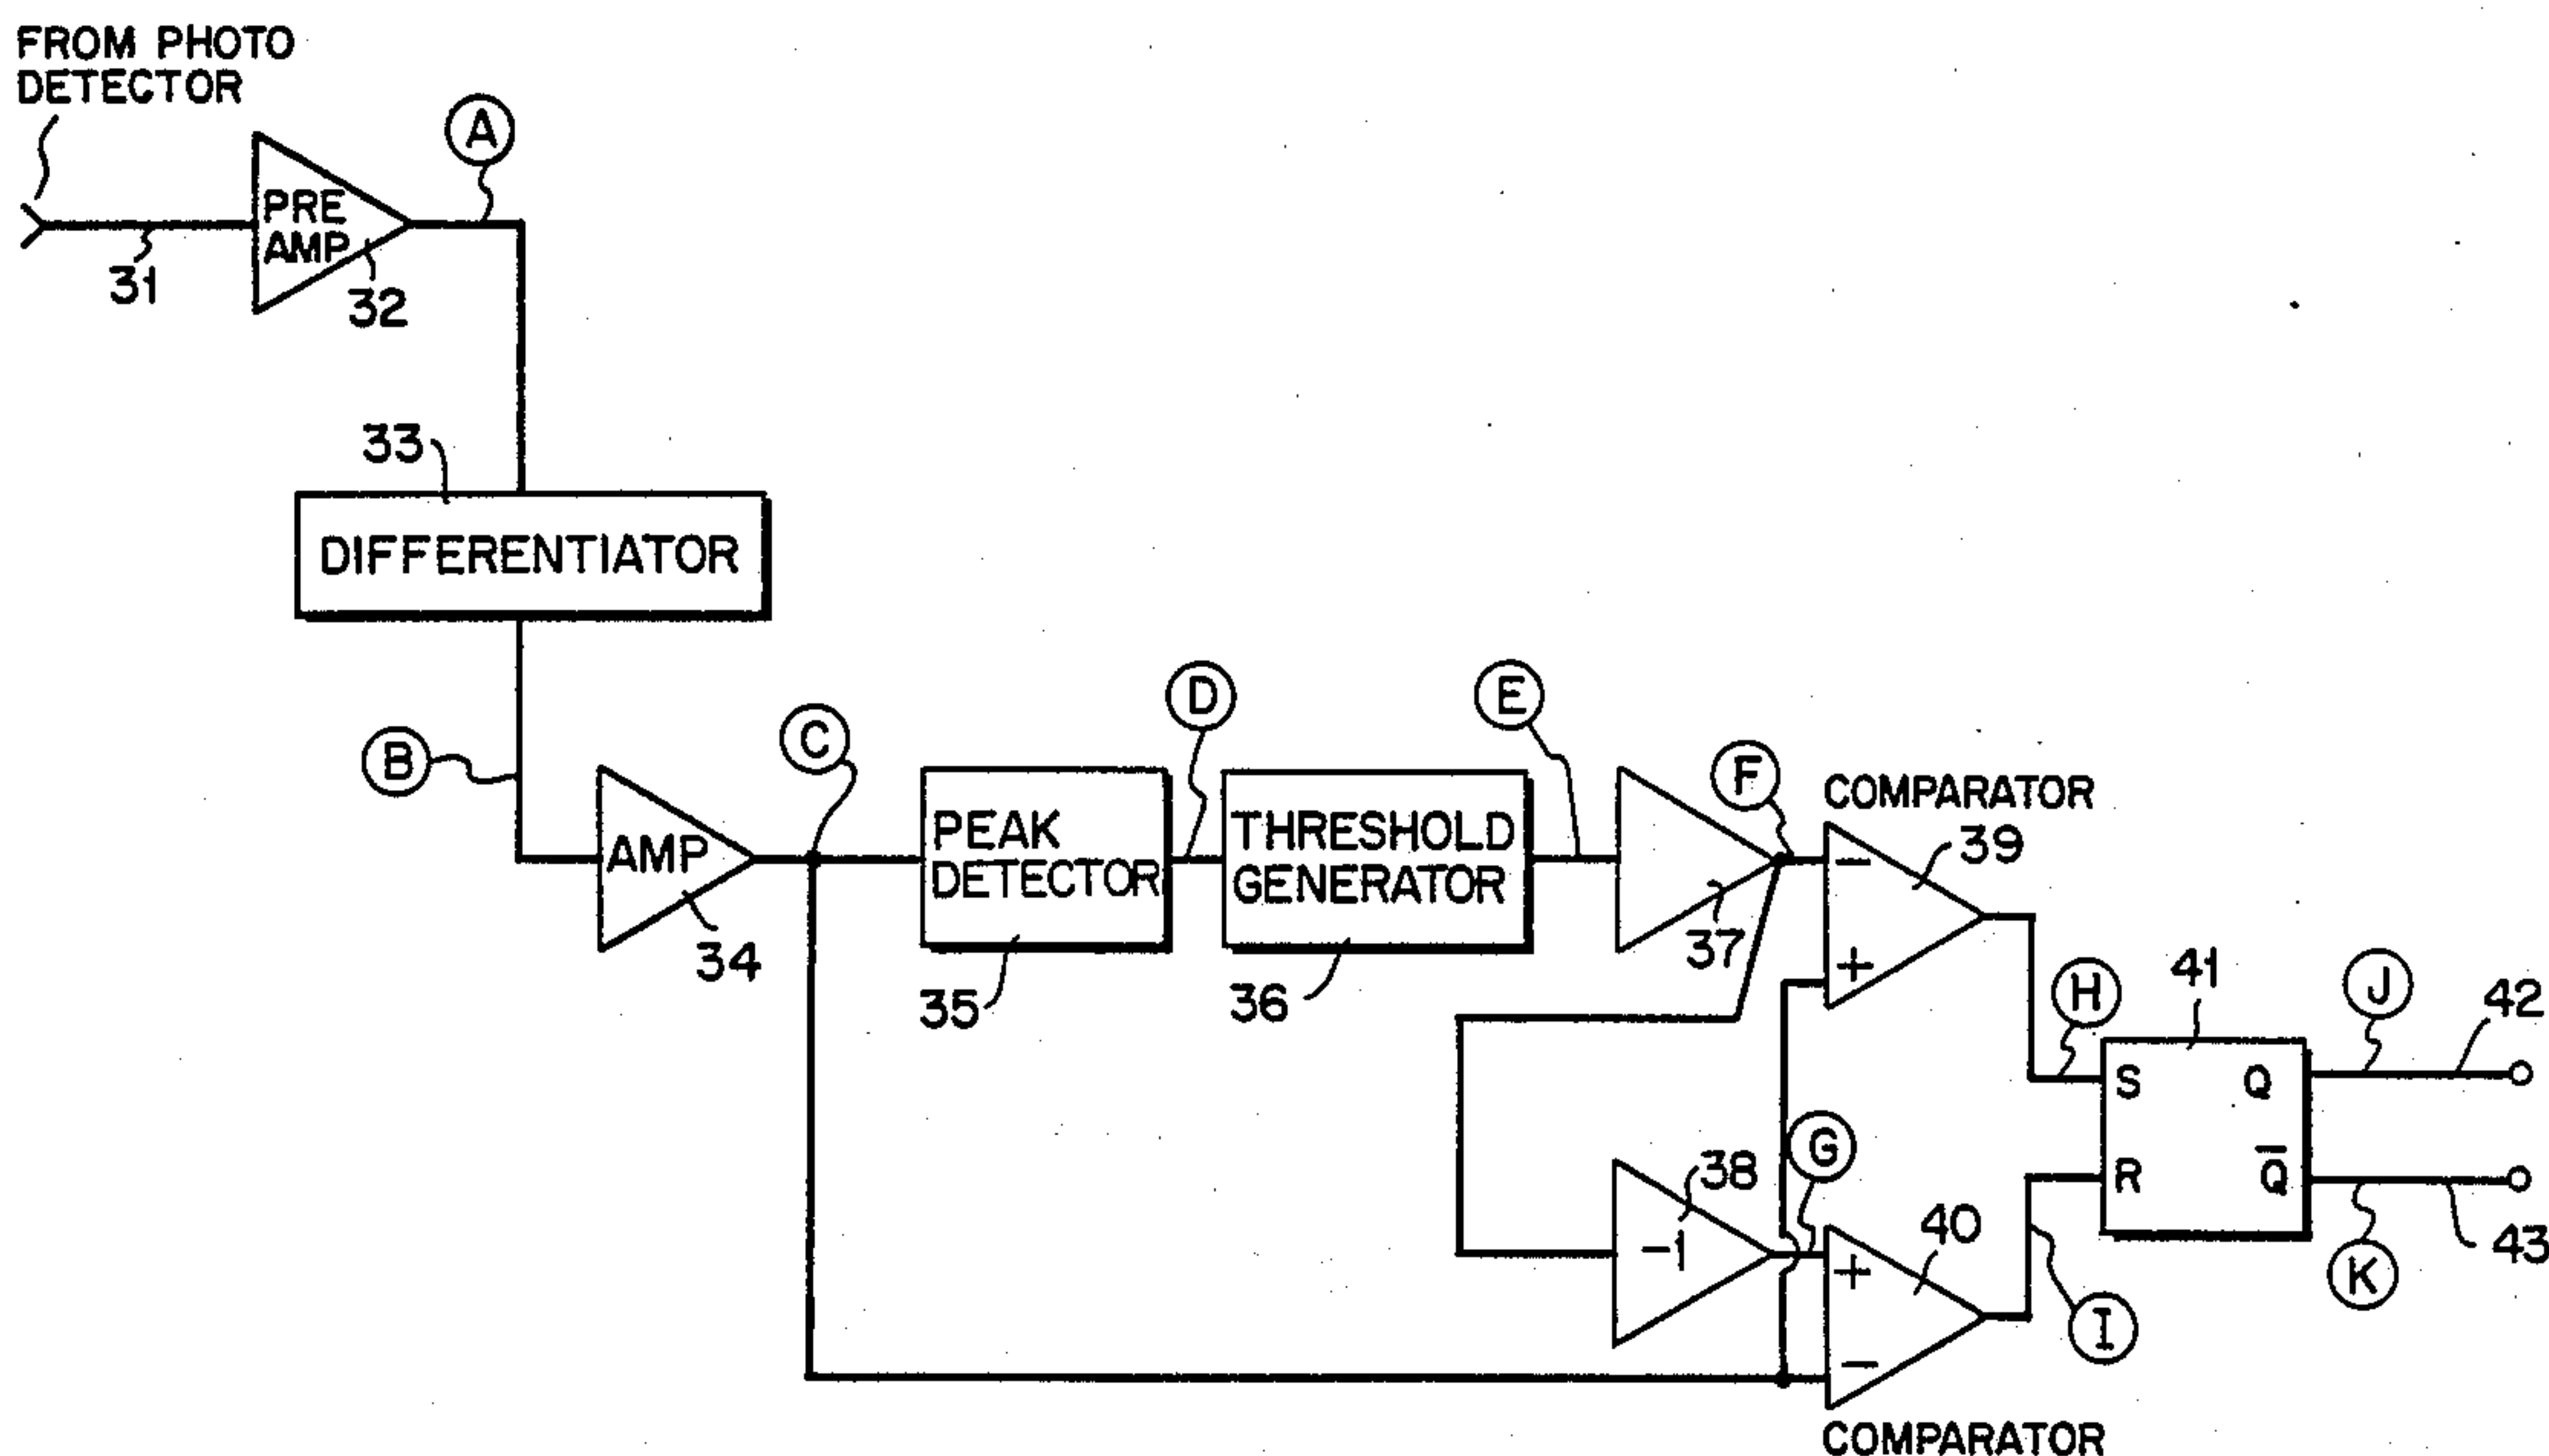 FROM PHOTO
DETECTOR
A
PRE
AMP
31
32
33
DIFFERENTIATOR
B
C
D
E
F
AMP
34
PEAK
DETECTOR
35
THRESHOLD
GENERATOR
36
37
COMPARATOR
39
−
+
H
41
J
42
S Q
R Q̅
K
43
38
−1
G
40
+
−
I
COMPARATOR